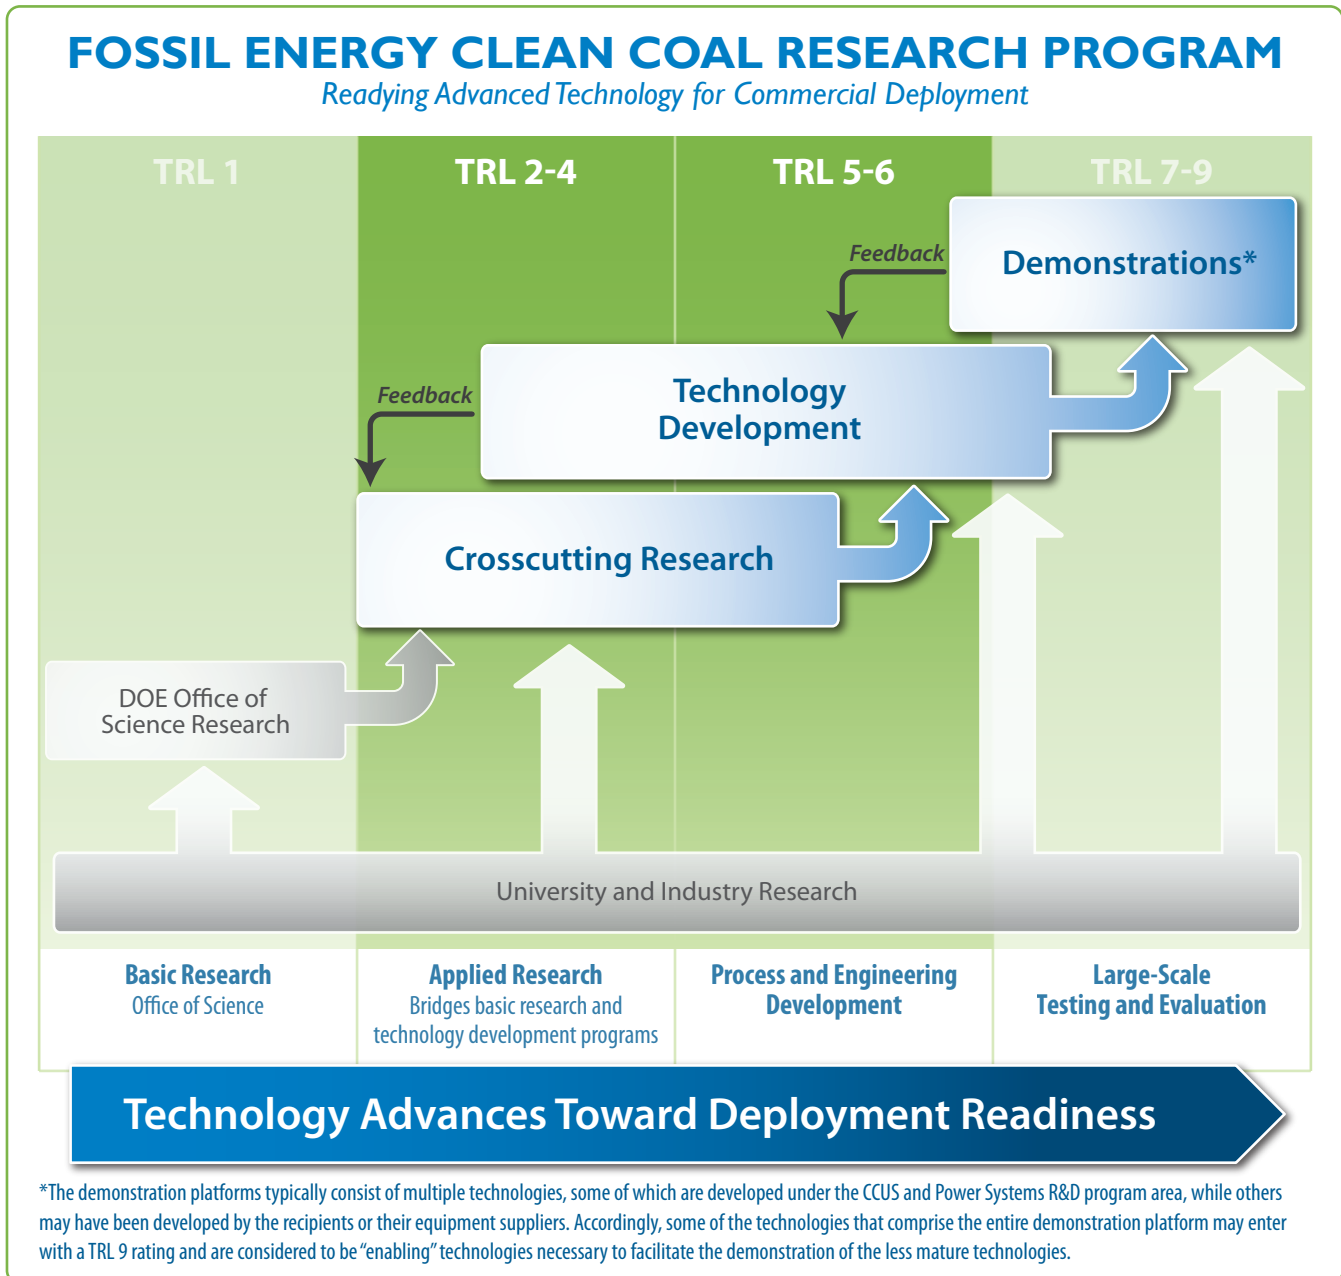 FOSSIL ENERGY CLEAN COAL RESEARCH PROGRAM
Readying Advanced Technology for Commercial Deployment
TRL 1
TRL 2-4
TRL 5-6
TRL 7-9
Feedback
Demonstrations*
Feedback
Technology
Development
Crosscutting Research
DOE Office of
Science Research
University and Industry Research
Basic Research
Office of Science
Applied Research
Bridges basic research and
technology development programs
Process and Engineering
Development
Large-Scale
Testing and Evaluation
Technology Advances Toward Deployment Readiness
*The demonstration platforms typically consist of multiple technologies, some of which are developed under the CCUS and Power Systems R&D program area, while others
may have been developed by the recipients or their equipment suppliers. Accordingly, some of the technologies that comprise the entire demonstration platform may enter
with a TRL 9 rating and are considered to be “enabling” technologies necessary to facilitate the demonstration of the less mature technologies.